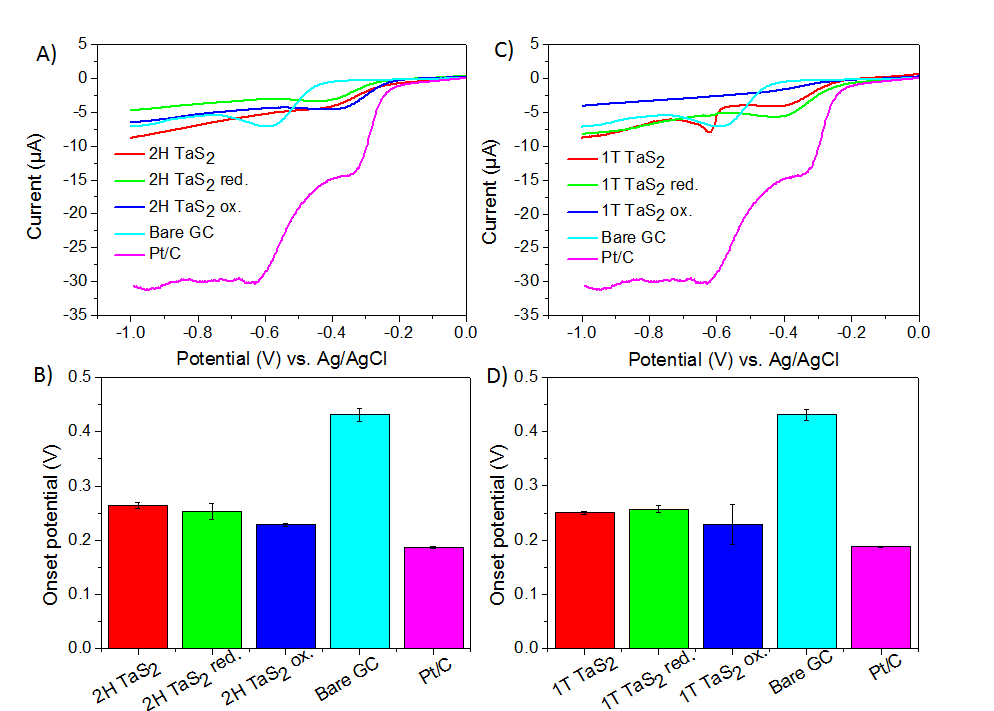 A)
5
0
-5
-10
-15
-20
-25
-30
-35
Current (µA)
2H TaS2
2H TaS2 red.
2H TaS2 ox.
Bare GC
Pt/C
-1.0 -0.8 -0.6 -0.4 -0.2 0.0
Potential (V) vs. Ag/AgCl
C)
5
0
-5
-10
-15
-20
-25
-30
-35
Current (µA)
1T TaS2
1T TaS2 red.
1T TaS2 ox.
Bare GC
Pt/C
-1.0 -0.8 -0.6 -0.4 -0.2 0.0
Potential (V) vs. Ag/AgCl
B)
0.5
0.4
0.3
0.2
0.1
0.0
Onset potential (V)
2H TaS2
2H TaS2 red.
2H TaS2 ox.
Bare GC
Pt/C
D)
0.5
0.4
0.3
0.2
0.1
0.0
Onset potential (V)
1T TaS2
1T TaS2 red.
1T TaS2 ox.
Bare GC
Pt/C